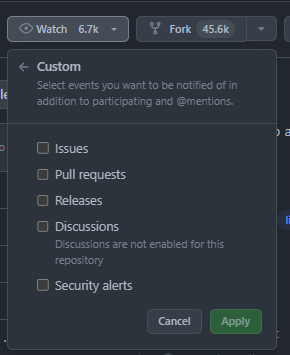 Watch 6.7k Fork 45.6k
Custom
Select events you want to be notified of in
addition to participating and @mentions.
Issues
Pull requests
Releases
Discussions
Discussions are not enabled for this
repository
Security alerts
Cancel Apply